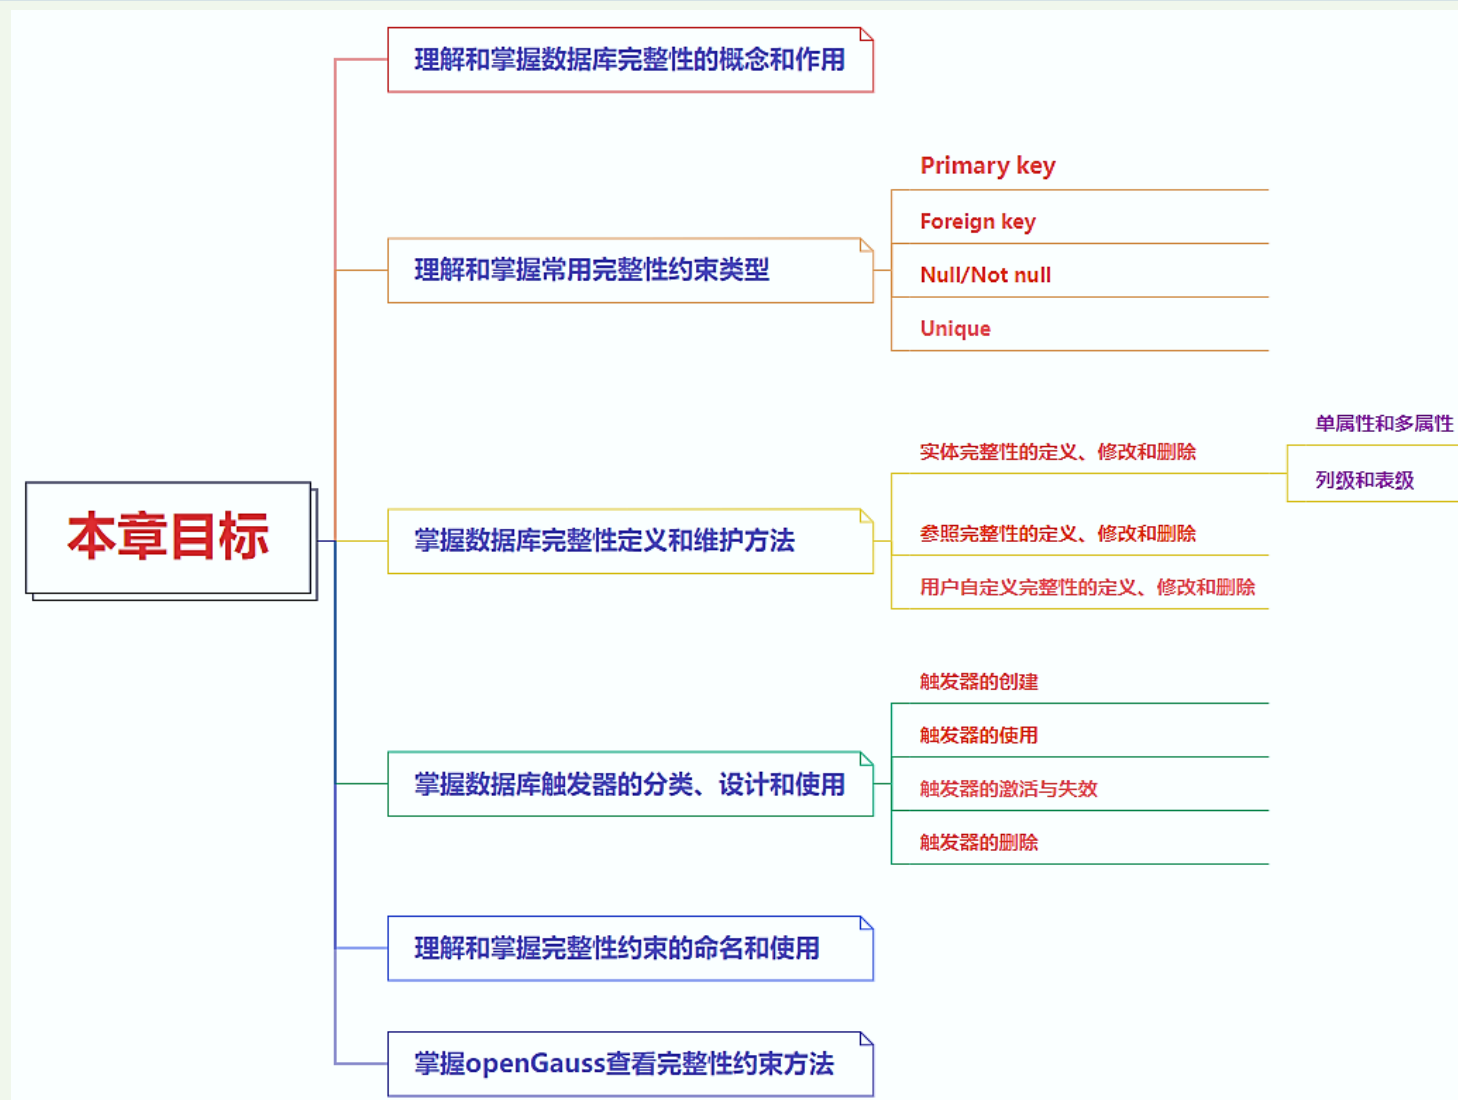 本章目标
理解和掌握数据库完整性的概念和作用
理解和掌握常用完整性约束类型
Primary key
Foreign key
Null/Not null
Unique
掌握数据库完整性定义和维护方法
实体完整性的定义、修改和删除
单属性和多属性
列级和表级
参照完整性的定义、修改和删除
用户自定义完整性的定义、修改和删除
掌握数据库触发器的分类、设计和使用
触发器的创建
触发器的使用
触发器的激活与失效
触发器的删除
理解和掌握完整性约束的命名和使用
掌握openGauss查看完整性约束方法